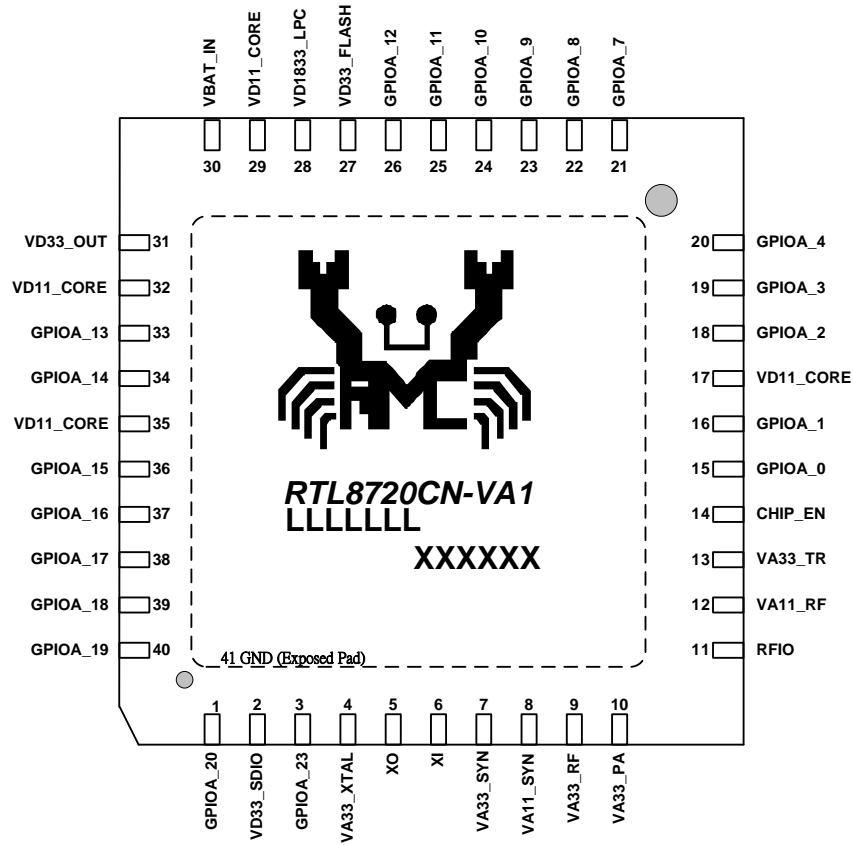 VBAT_IN
VD11_CORE
VD1833_LPC
VD33_FLASH
GPIOA_12
GPIOA_11
GPIOA_10
GPIOA_9
GPIOA_8
GPIOA_7
30 29 28 27 26 25 24 23 22 21
VD33_OUT 31
VD11_CORE 32
GPIOA_13 33
GPIOA_14 34
VD11_CORE 35
GPIOA_15 36
GPIOA_16 37
GPIOA_17 38
GPIOA_18 39
GPIOA_19 40
RTL8720CN-VA1
LLLLLLL
XXXXXX
41 GND (Exposed Pad)
20 GPIOA_4
19 GPIOA_3
18 GPIOA_2
17 VD11_CORE
16 GPIOA_1
15 GPIOA_0
14 CHIP_EN
13 VA33_TR
12 VA11_RF
11 RFIO
1 2 3 4 5 6 7 8 9 10
GPIOA_20
VD33_SDIO
GPIOA_23
VA33_XTAL
XO
XI
VA33_SYN
VA11_SYN
VA33_RF
VA33_PA